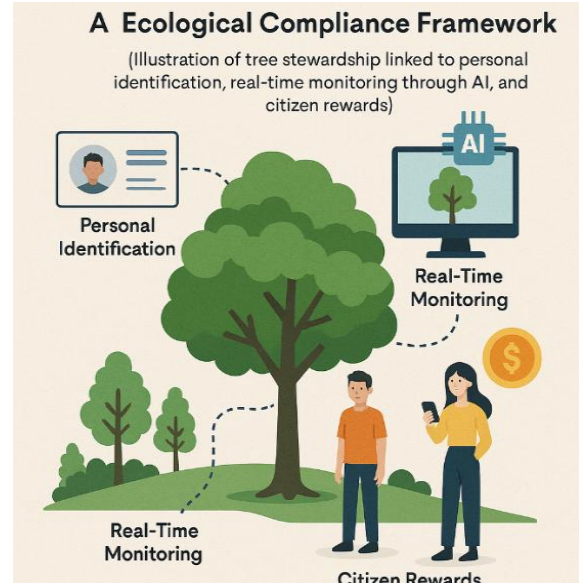 A Ecological Compliance Framework
(Illustration of tree stewardship linked to personal
identification, real-time monitoring through AI, and
citizen rewards)
AI
Personal
Identification
Real-Time
Monitoring
$
Real-Time
Monitoring
Citizen Rewards